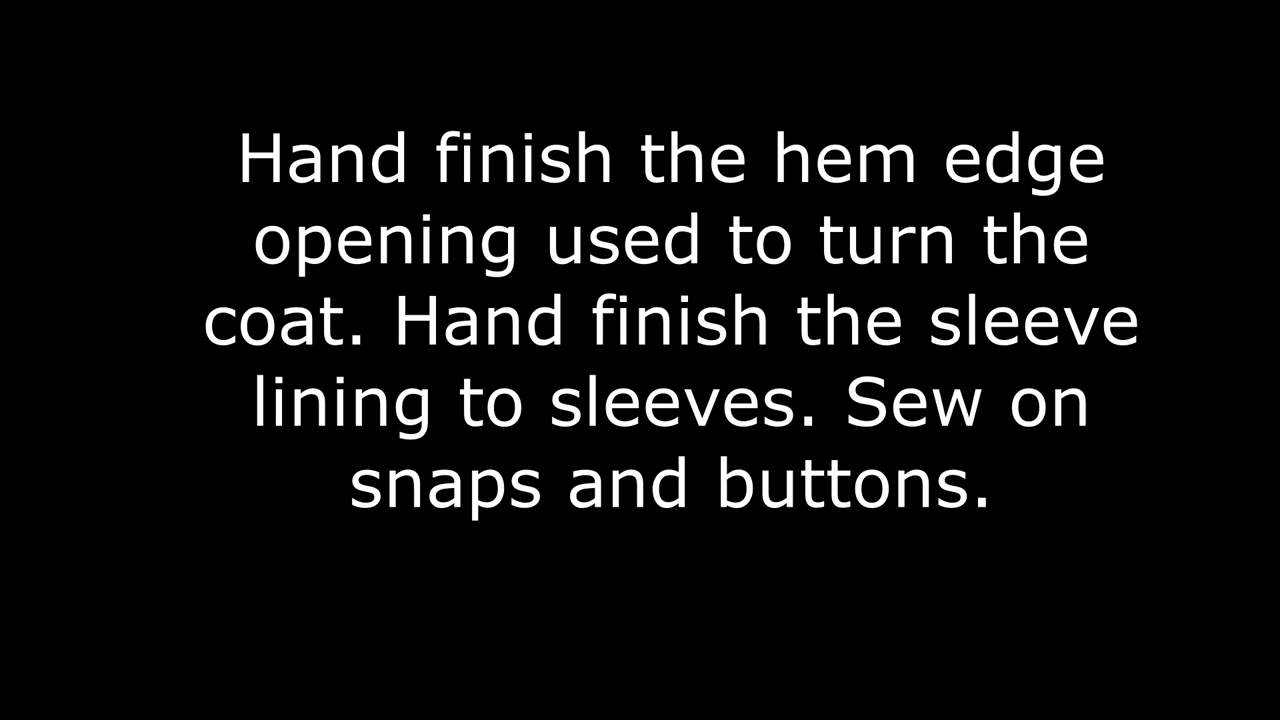 Hand finish the hem edge
opening used to turn the
coat. Hand finish the sleeve
lining to sleeves. Sew on
snaps and buttons.